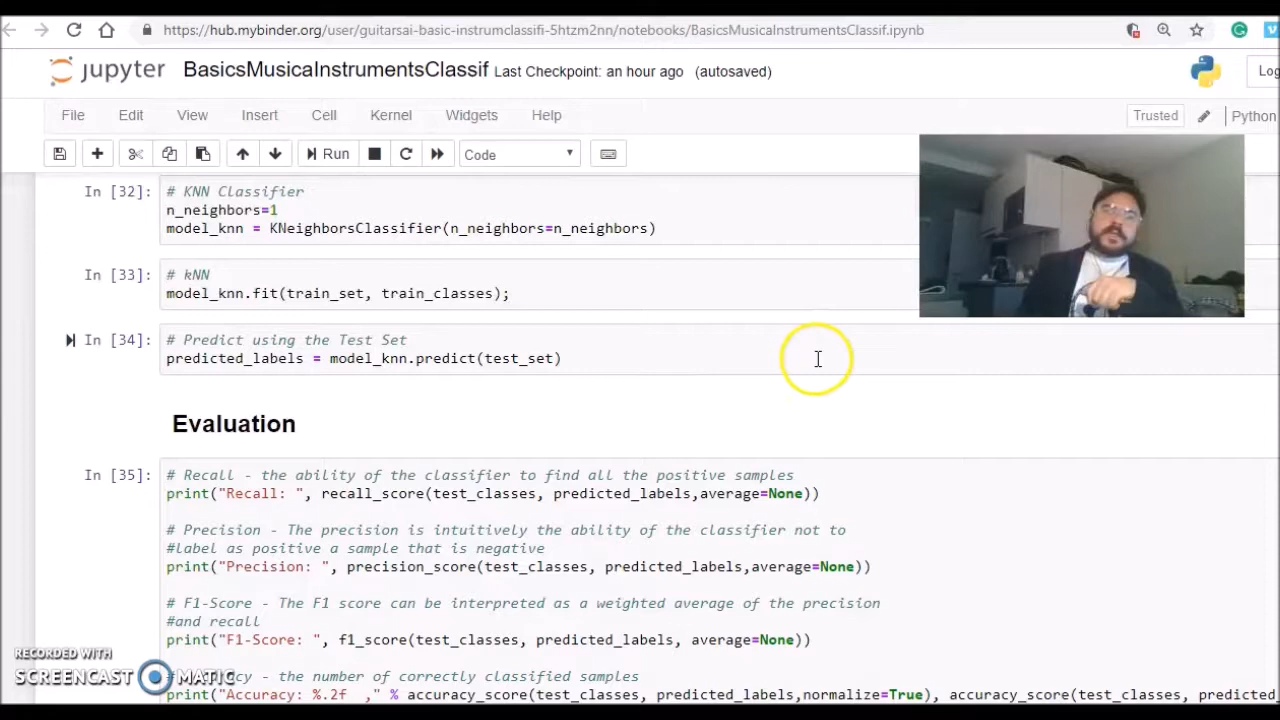 https://hub.mybinder.org/user/guitarsai-basic-instrumclassifi-5htzm2nn/notebooks/BasicsMusicalInstrumentsClassif.ipynb
jupyter BasicsMusicalInstrumentsClassif Last Checkpoint: an hour ago (autosaved)
Log
File Edit View Insert Cell Kernel Widgets Help
Trusted
Python
Run
Code
In [32]: # KNN Classifier
n_neighbors=1
model_knn = KNeighborsClassifier(n_neighbors=n_neighbors)
In [33]: # kNN
model_knn.fit(train_set, train_classes);
In [34]: # Predict using the Test Set
predicted_labels = model_knn.predict(test_set)
Evaluation
In [35]: # Recall - the ability of the classifier to find all the positive samples
print("Recall: ", recall_score(test_classes, predicted_labels,average=None))
# Precision - The precision is intuitively the ability of the classifier not to
#label as positive a sample that is negative
print("Precision: ", precision_score(test_classes, predicted_labels,average=None))
# F1-Score - The F1 score can be interpreted as a weighted average of the precision
#and recall
print("F1-Score: ", f1_score(test_classes, predicted_labels, average=None))
- the number of correctly classified samples
print("Accuracy: %.2f ," % accuracy_score(test_classes, predicted_labels,normalize=True), accuracy_score(test_classes, predicted
RECORDED WITH
SCREENCAST MATIC